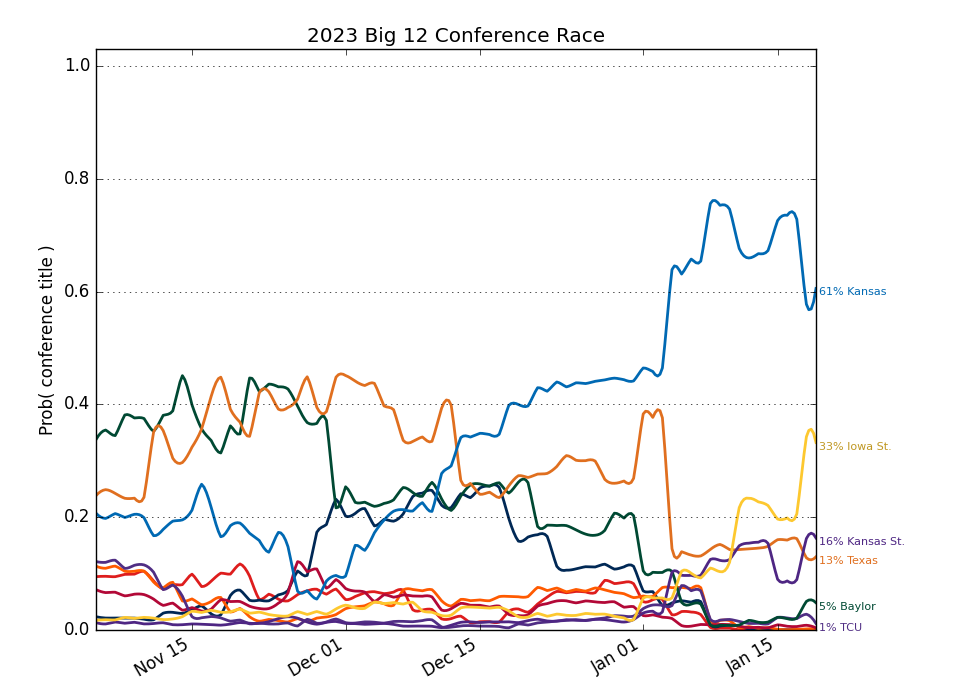 2023 Big 12 Conference Race
1.0
0.8
0.6
0.4
0.2
0.0
Prob( conference title )
61% Kansas
33% Iowa St.
16% Kansas St.
13% Texas
5% Baylor
1% TCU
Nov 15
Dec 01
Dec 15
Jan 01
Jan 15